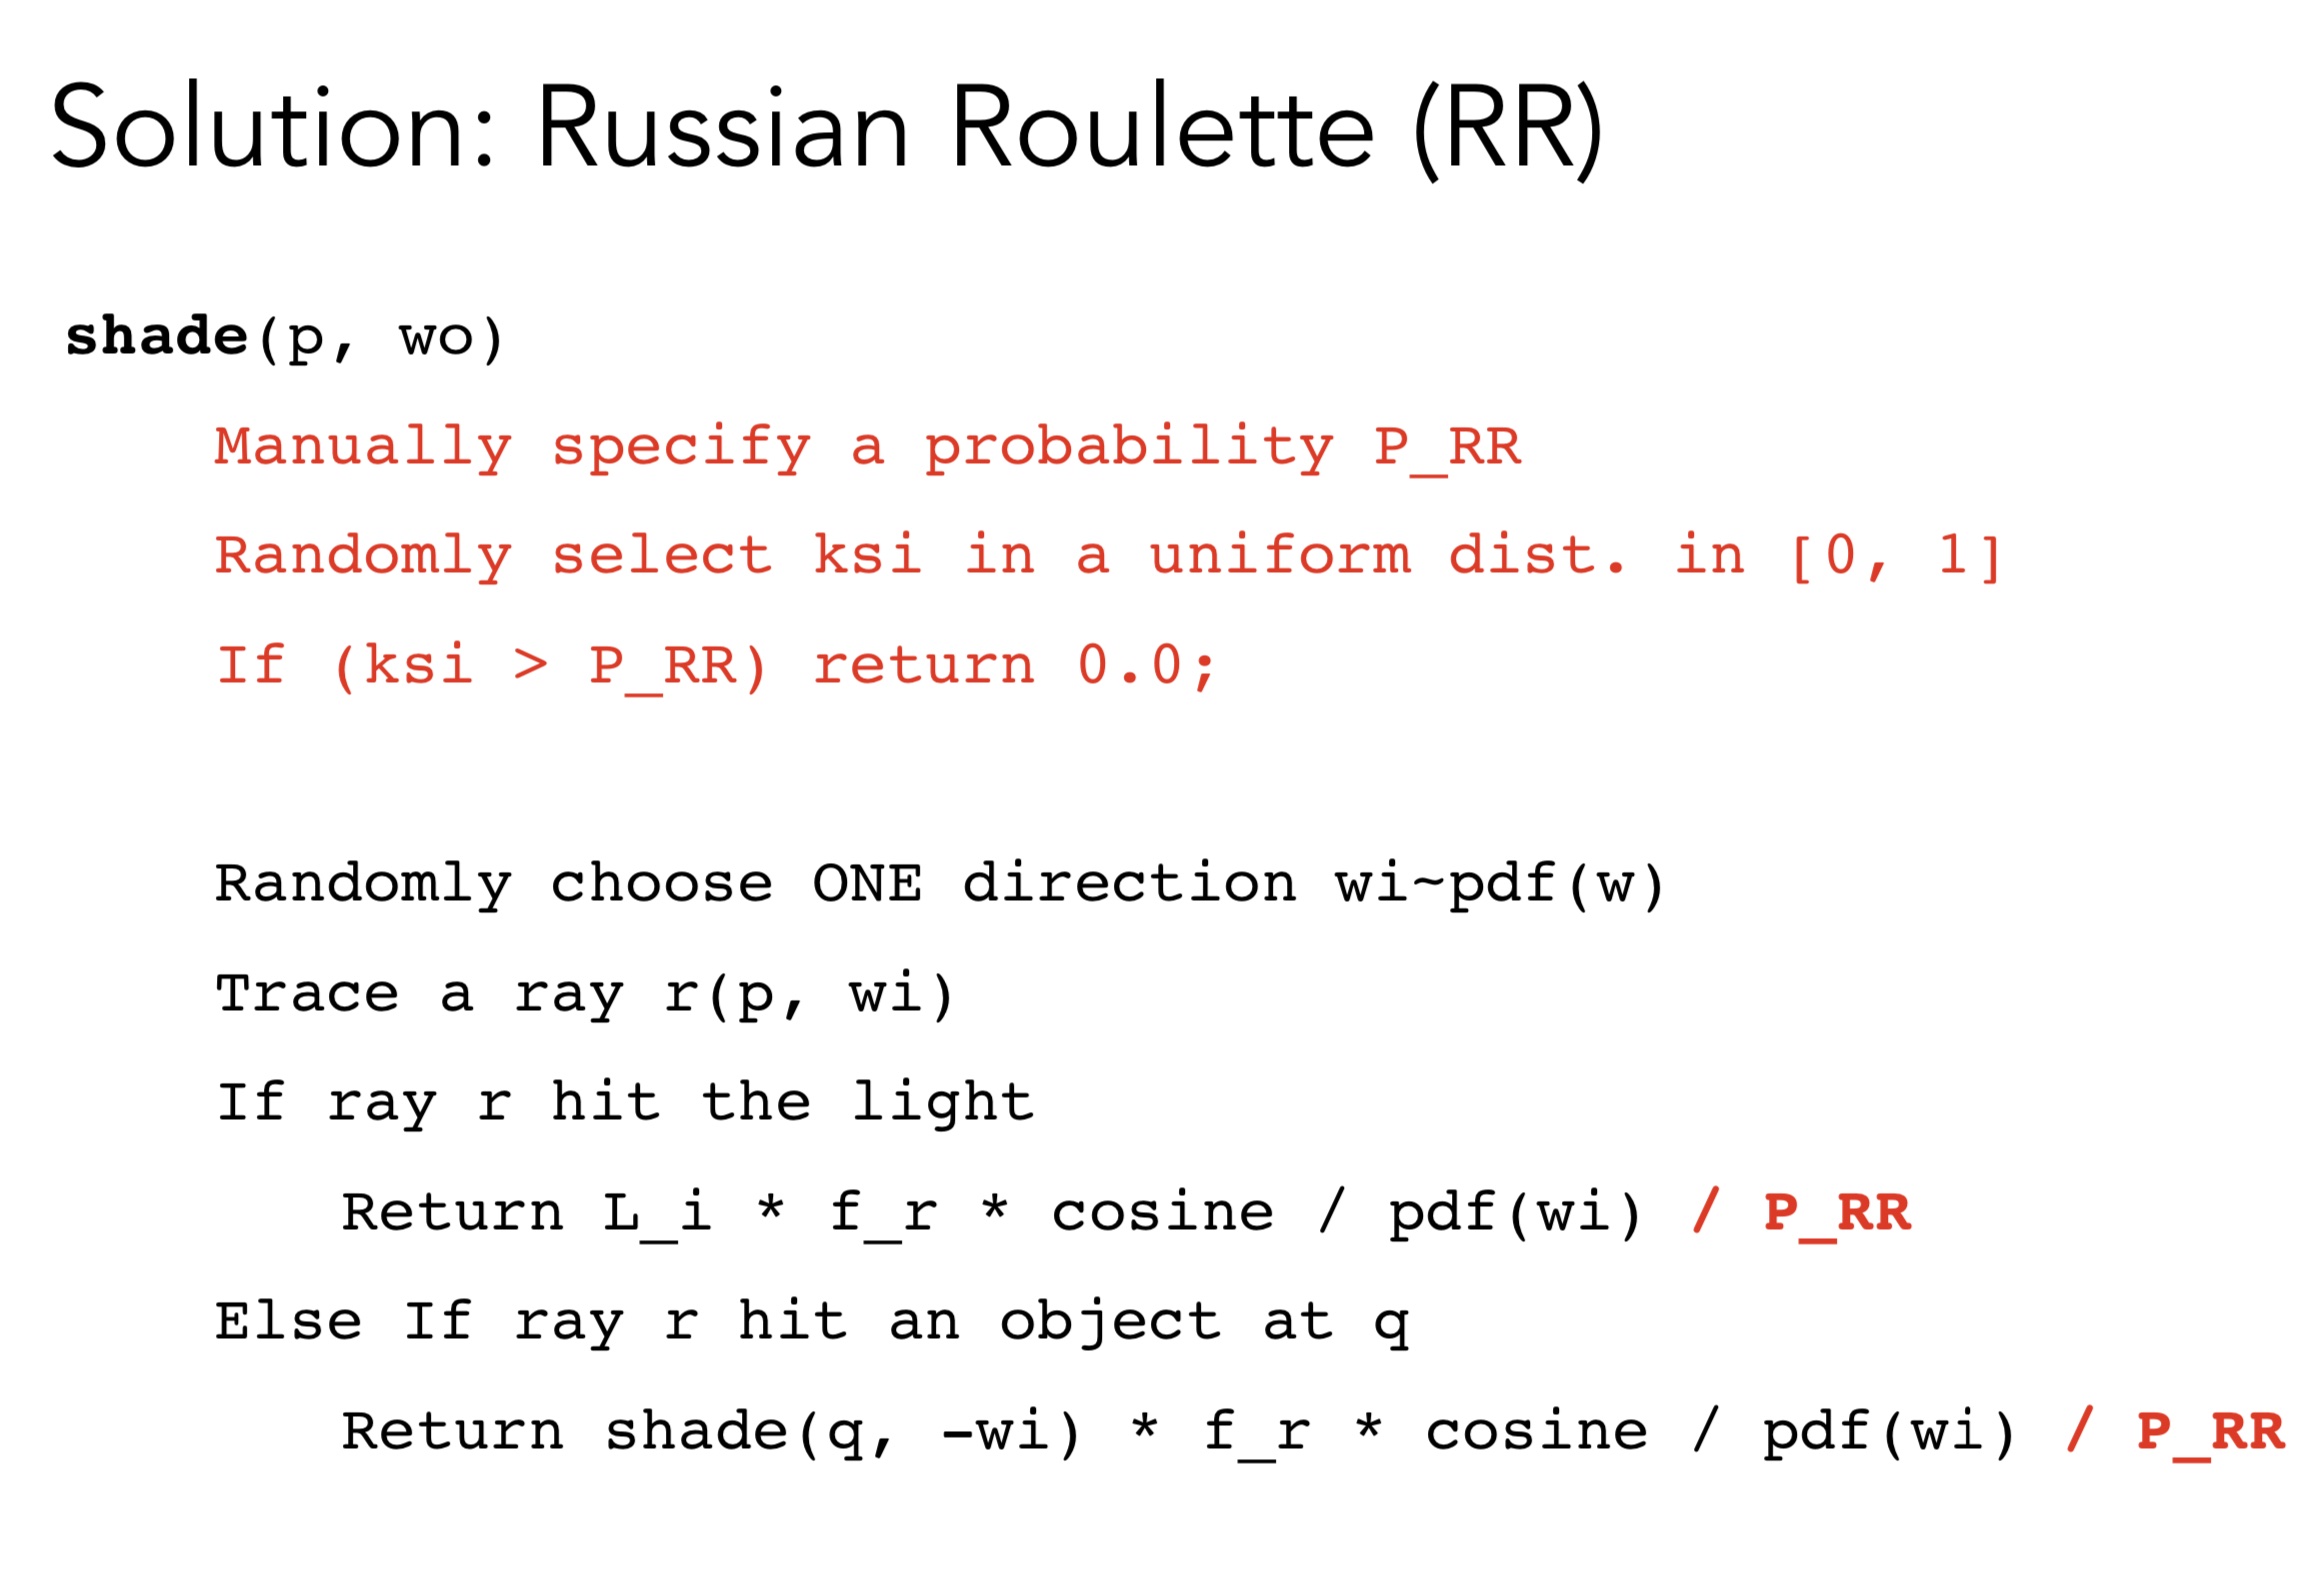 Solution: Russian Roulette (RR)
shade(p, wo)
Manually specify a probability P_RR
Randomly select ksi in a uniform dist. in [0, 1]
If (ksi > P_RR) return 0.0;
Randomly choose ONE direction wi~pdf(w)
Trace a ray r(p, wi)
If ray r hit the light
Return L_i * f_r * cosine / pdf(wi) / P_RR
Else If ray r hit an object at q
Return shade(q, -wi) * f_r * cosine / pdf(wi) / P_RR